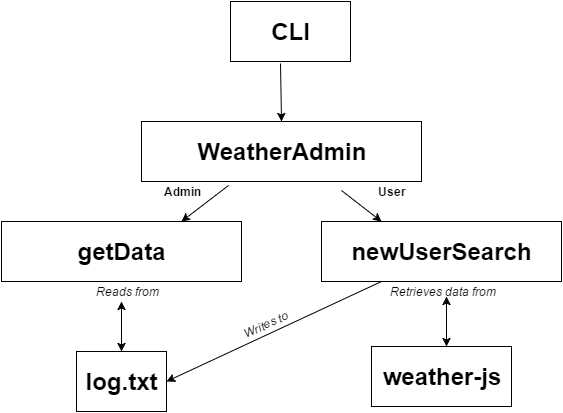 CLI
WeatherAdmin
Admin
User
getData
newUserSearch
Reads from
Retrieves data from
Writes to
log.txt
weather-js